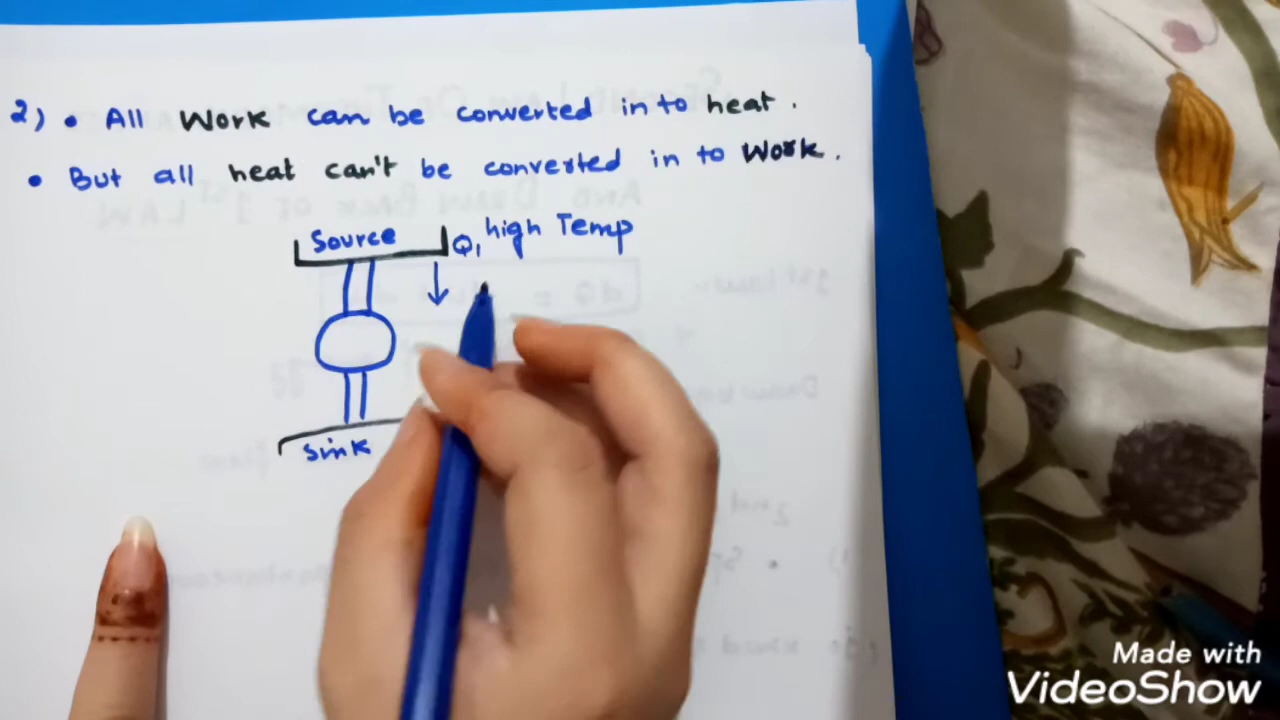 2) • All Work can be converted in to heat.
• But all heat can't be converted in to Work.
Source Q₁ high Temp
Sink
Made with
VideoShow